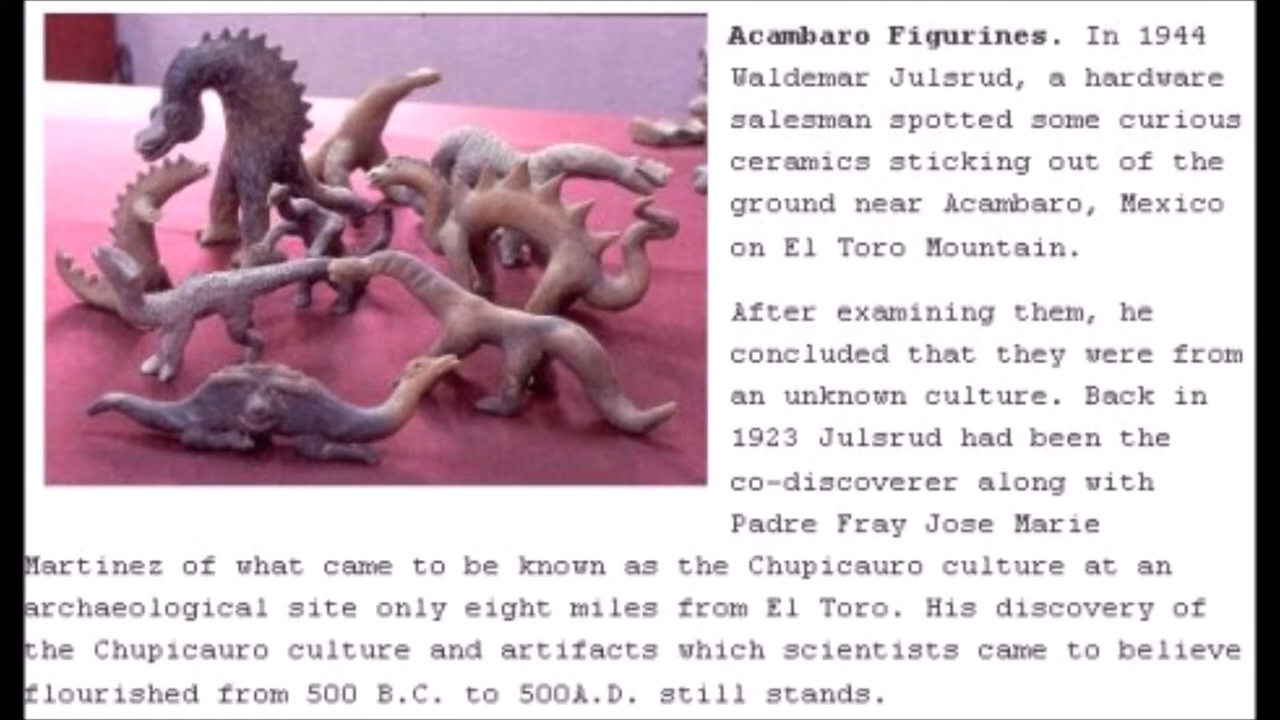 Acambaro Figurines. In 1944
Waldemar Julsrud, a hardware
salesman spotted some curious
ceramics sticking out of the
ground near Acambaro, Mexico
on El Toro Mountain.
After examining them, he
concluded that they were from
an unknown culture. Back in
1923 Julsrud had been the
co-discoverer along with
Padre Fray Jose Marie
Martinez of what came to be known as the Chupicauro culture at an
archaeological site only eight miles from El Toro. His discovery of
the Chupicauro culture and artifacts which scientists came to believe
flourished from 500 B.C. to 500A.D. still stands.